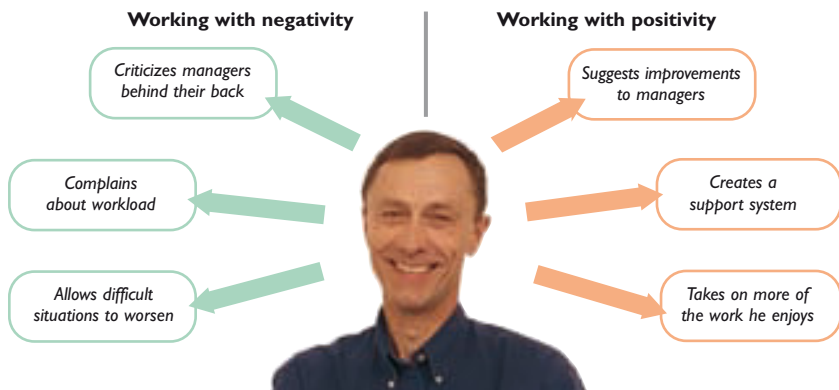 Working with negativity
Working with positivity
Criticizes managers
behind their back
Suggests improvements
to managers
Complains
about workload
Creates a
support system
Allows difficult
situations to worsen
Takes on more of
the work he enjoys